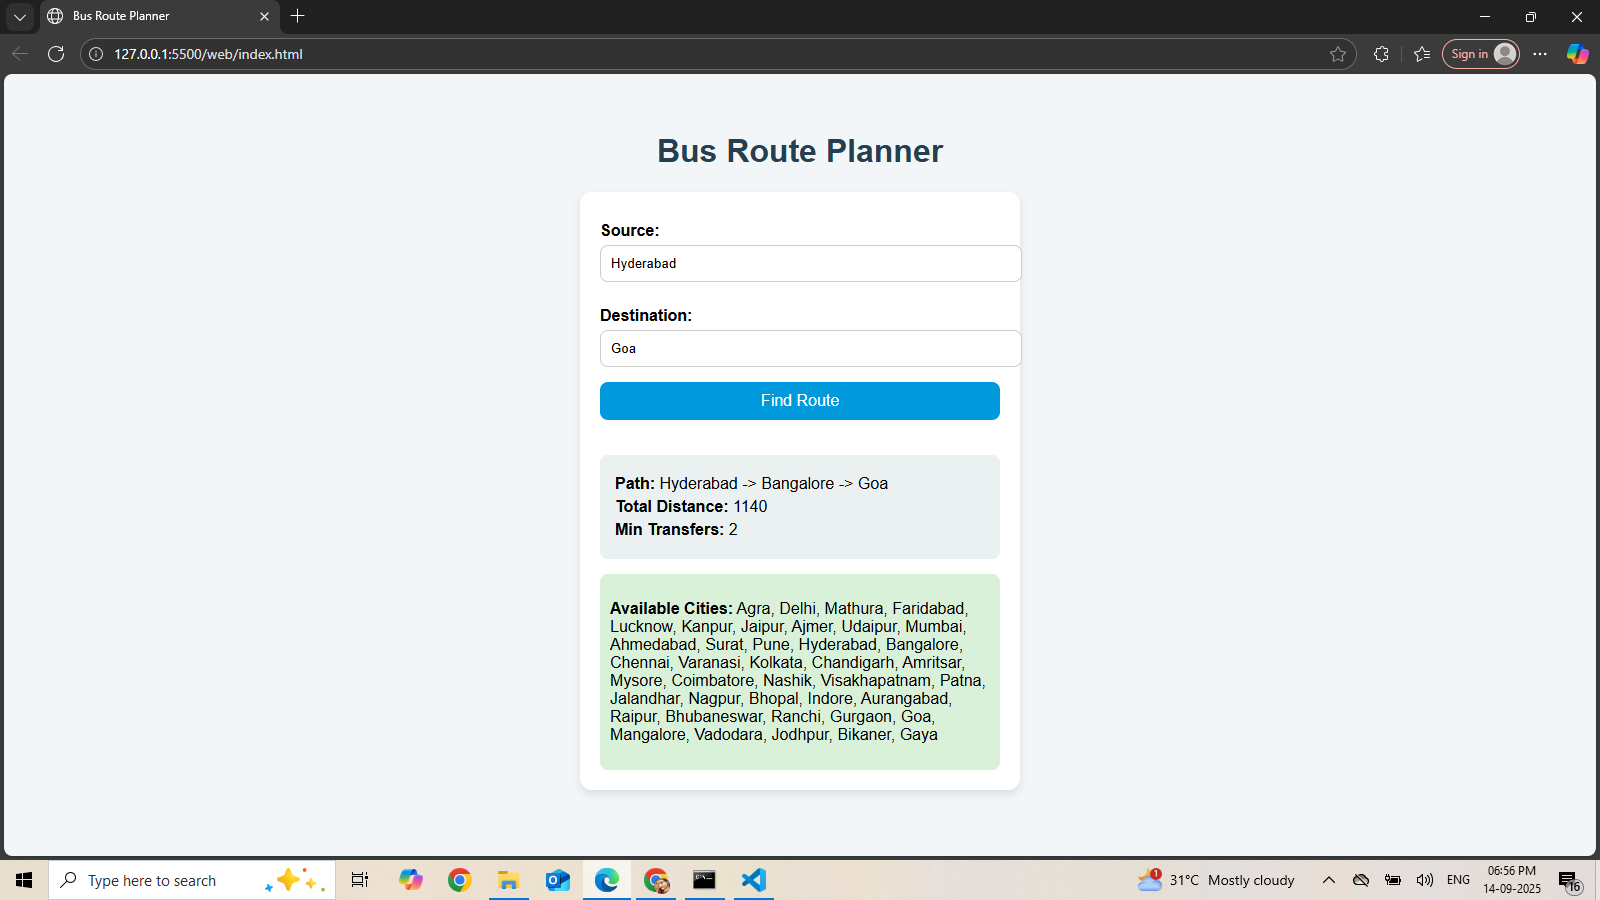 Bus Route Planner
127.0.0.1:5500/web/index.html
Sign in
Bus Route Planner
Source:
Hyderabad
Destination:
Goa
Find Route
Path: Hyderabad -> Bangalore -> Goa
Total Distance: 1140
Min Transfers: 2
Available Cities: Agra, Delhi, Mathura, Faridabad,
Lucknow, Kanpur, Jaipur, Ajmer, Udaipur, Mumbai,
Ahmedabad, Surat, Pune, Hyderabad, Bangalore,
Chennai, Varanasi, Kolkata, Chandigarh, Amritsar,
Mysore, Coimbatore, Nashik, Visakhapatnam, Patna,
Jalandhar, Nagpur, Bhopal, Indore, Aurangabad,
Raipur, Bhubaneswar, Ranchi, Gurgaon, Goa,
Mangalore, Vadodara, Jodhpur, Bikaner, Gaya
Type here to search
1
31°C Mostly cloudy
ENG
06:56 PM
14-09-2025
16